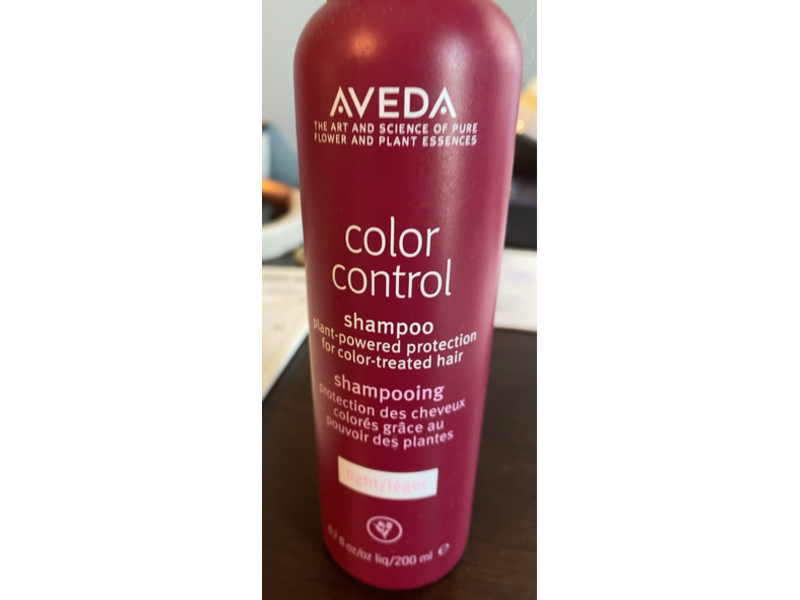 AVEDA
THE ART AND SCIENCE OF PURE
FLOWER AND PLANT ESSENCES
color
control
shampoo
plant-powered protection
for color-treated hair
shampooing
protection des cheveux
colorés grâce au
pouvoir des plantes
light/léger
6.7 fl oz/oz liq/200 ml ℮